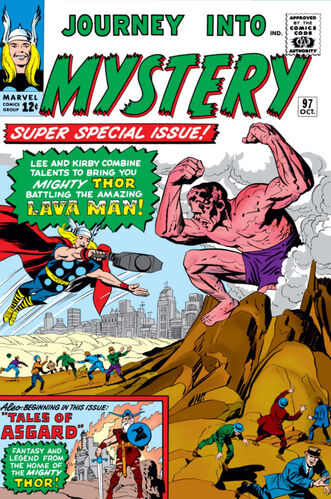 JOURNEY INTO
IND.
MYSTERY
APPROVED
BY THE
COMICS
CODE
AUTHORITY
MARVEL
COMICS
GROUP 12¢
97
OCT.
SUPER SPECIAL ISSUE!
LEE AND KIRBY COMBINE
TALENTS TO BRING YOU
MIGHTY THOR
BATTLING THE AMAZING
LAVA MAN!
ALSO: BEGINNING IN THIS ISSUE:
"TALES OF
ASGARD"
FANTASY AND
LEGEND FROM
THE HOME OF
THE MIGHTY
THOR!